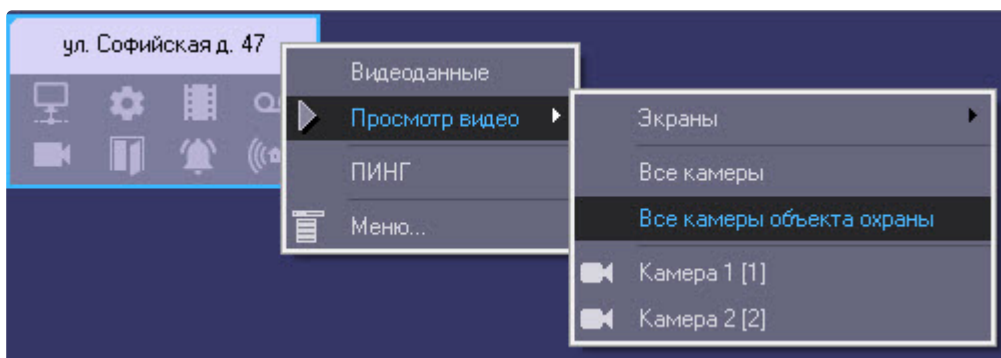 ул. Софийская д. 47
Видеоданные
Просмотр видео
ПИНГ
Меню...
Экраны
Все камеры
Все камеры объекта охраны
Камера 1 [1]
Камера 2 [2]